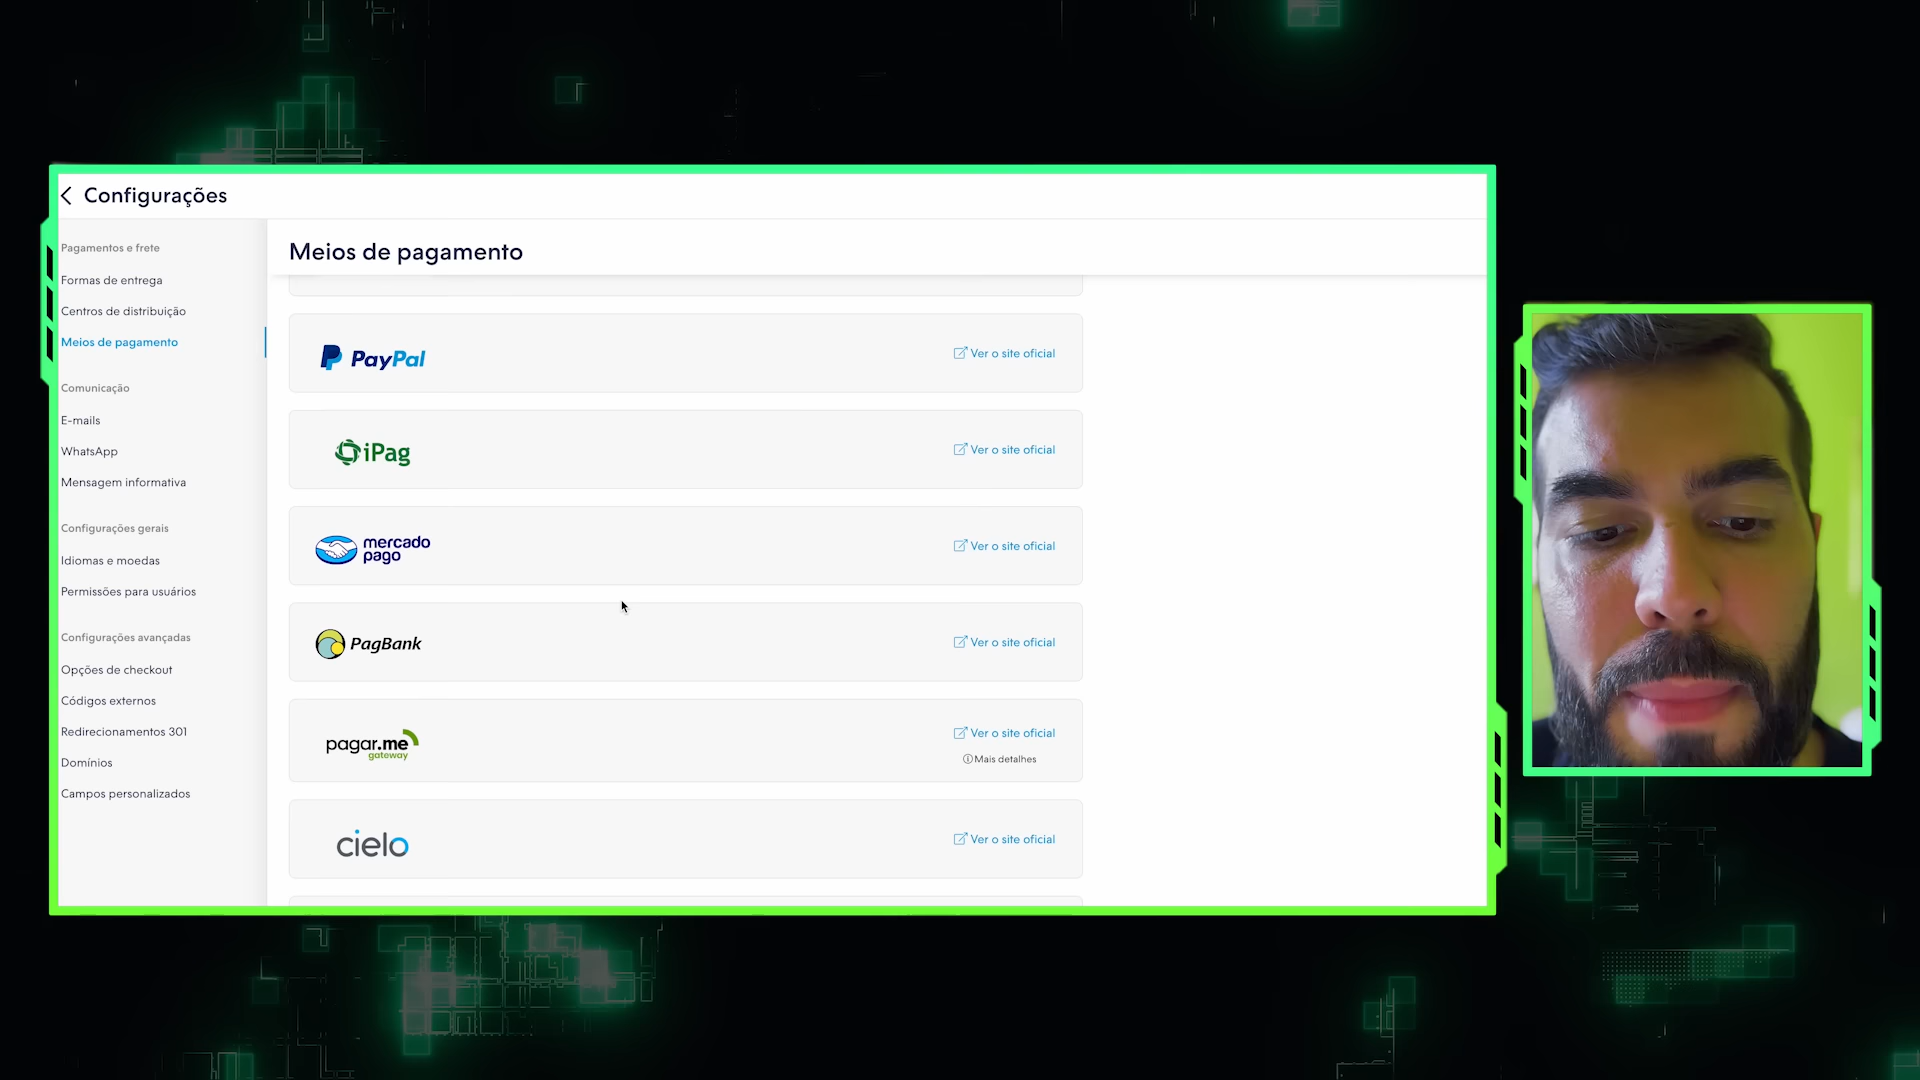 Configurações
Pagamentos e frete
Formas de entrega
Centros de distribuição
Meios de pagamento
Comunicação
E-mails
WhatsApp
Mensagem informativa
Configurações gerais
Idiomas e moedas
Permissões para usuários
Configurações avançadas
Opções de checkout
Códigos externos
Redirecionamentos 301
Domínios
Campos personalizados
Meios de pagamento
PayPal
Ver o site oficial
iPag
Ver o site oficial
mercado
pago
Ver o site oficial
PagBank
Ver o site oficial
pagar.me
gateway
Ver o site oficial
Mais detalhes
cielo
Ver o site oficial